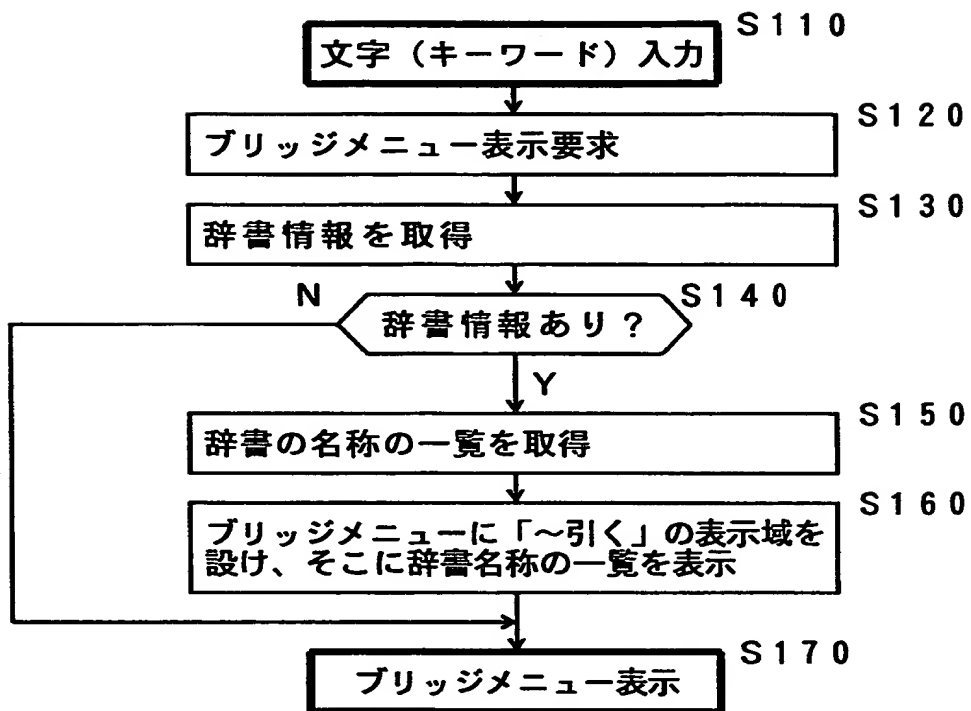 S110
文字（キーワード）入力
S120
ブリッジメニュー表示要求
S130
辞書情報を取得
N
S140
辞書情報あり？
Y
S150
辞書の名称の一覧を取得
S160
ブリッジメニューに「～引く」の表示域を
設け、そこに辞書名称の一覧を表示
S170
ブリッジメニュー表示